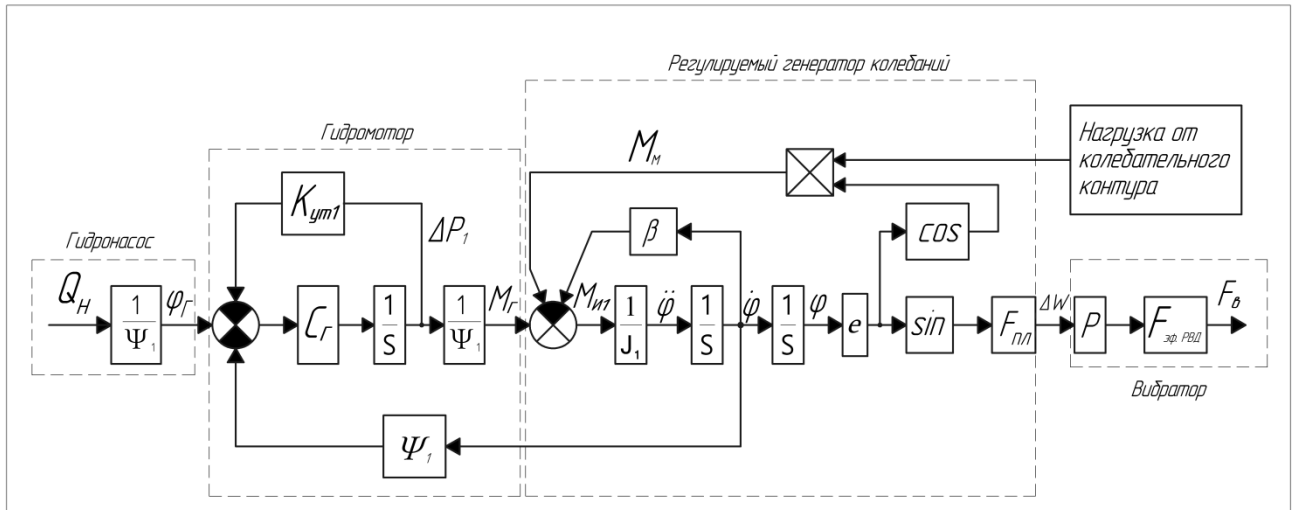 Регулируемый генератор колебаний
Гидромотор
Нагрузка от
колебательного
контура
Mм
Kут1
ΔP₁
β
cos
Гидронасос
Qн
1
Ψ₁
φГ
CГ
1
S
1
Ψ₁
MГ
Mи1
1
J₁
φ̈
1
S
φ̇
1
S
φ
e
sin
Fпл
ΔW
P
Fэф. РВД
Fв
Вибратор
Ψ₁